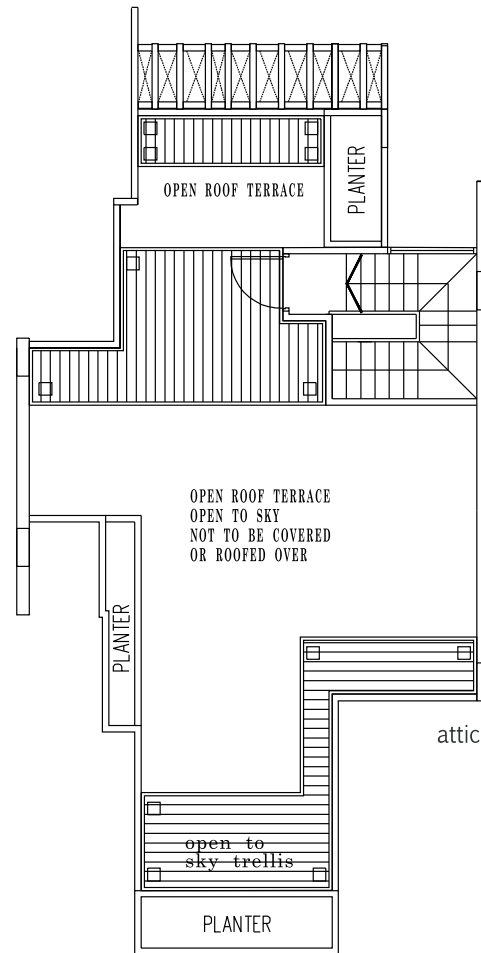 PLANTER
OPEN ROOF TERRACE
OPEN ROOF TERRACE
OPEN TO SKY
NOT TO BE COVERED
OR ROOFED OVER
PLANTER
attic
open to
sky trellis
PLANTER